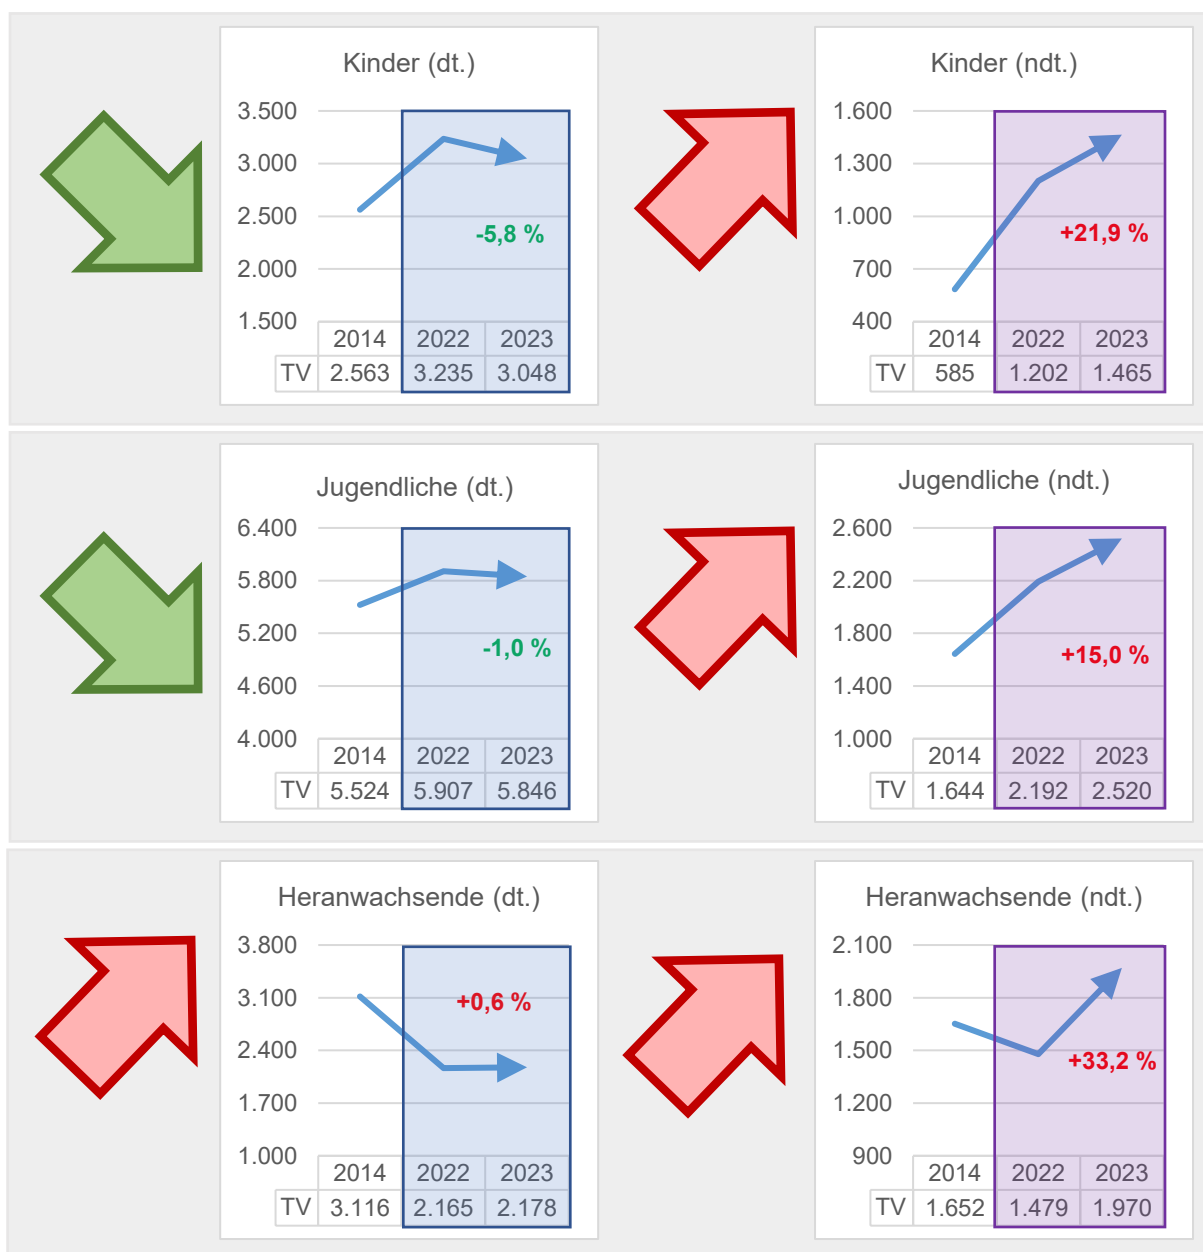 Kinder (dt.)
3.500
3.000
2.500
2.000
1.500
-5,8 %
2014 2022 2023
TV 2.563 3.235 3.048
Kinder (ndt.)
1.600
1.300
1.000
700
400
+21,9 %
2014 2022 2023
TV 585 1.202 1.465
Jugendliche (dt.)
6.400
5.800
5.200
4.600
4.000
-1,0 %
2014 2022 2023
TV 5.524 5.907 5.846
Jugendliche (ndt.)
2.600
2.200
1.800
1.400
1.000
+15,0 %
2014 2022 2023
TV 1.644 2.192 2.520
Heranwachsende (dt.)
3.800
3.100
2.400
1.700
1.000
+0,6 %
2014 2022 2023
TV 3.116 2.165 2.178
Heranwachsende (ndt.)
2.100
1.800
1.500
1.200
900
+33,2 %
2014 2022 2023
TV 1.652 1.479 1.970